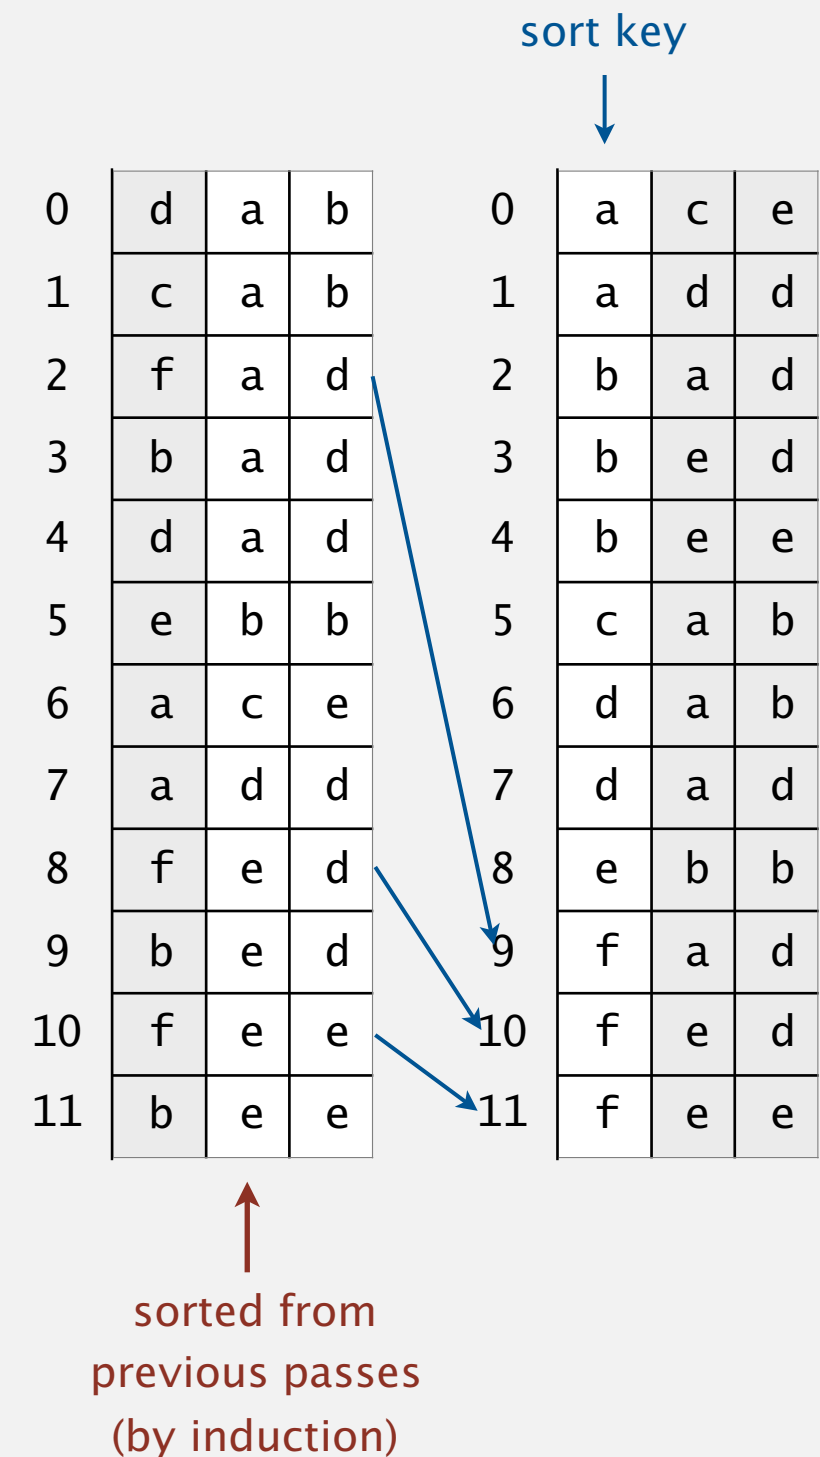 sort key
0 d a b 0 a c e
1 c a b 1 a d d
2 f a d 2 b a d
3 b a d 3 b e d
4 d a d 4 b e e
5 e b b 5 c a b
6 a c e 6 d a b
7 a d d 7 d a d
8 f e d 8 e b b
9 b e d 9 f a d
10 f e e 10 f e d
11 b e e 11 f e e
sorted from
previous passes
(by induction)